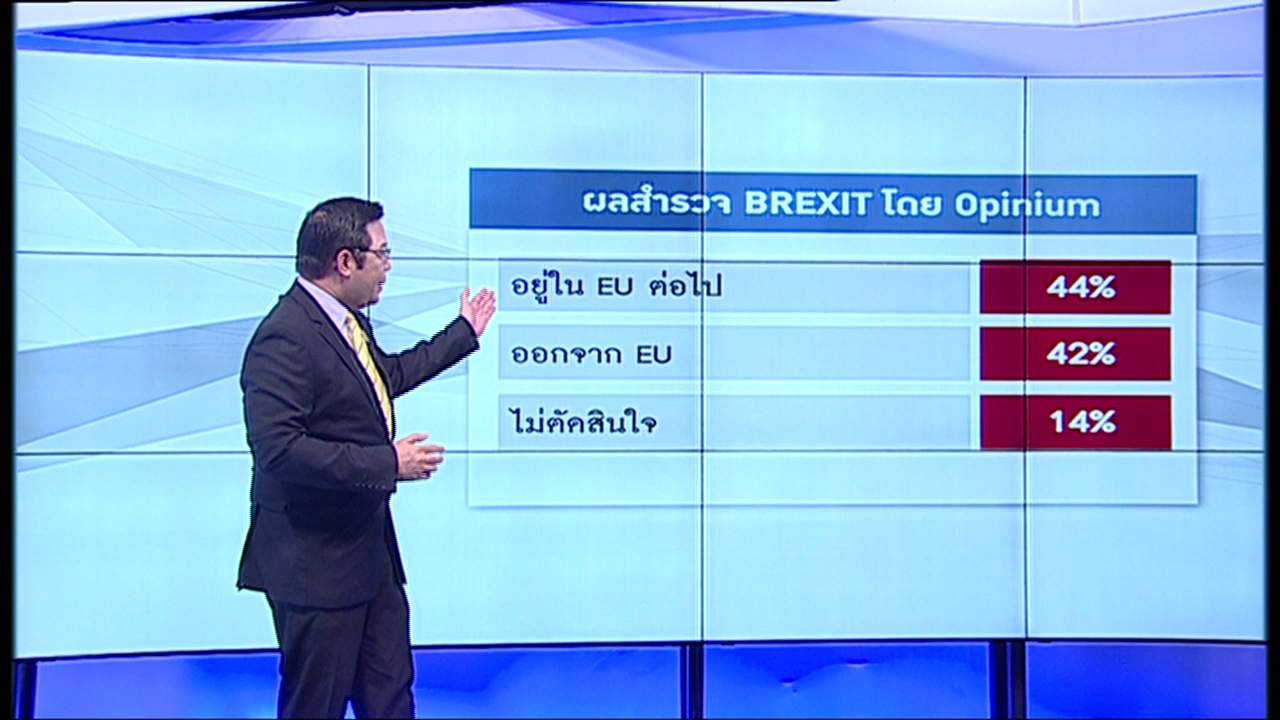 ผลสำรวจ BREXIT โดย Opinium
อยู่ใน EU ต่อไป 44%
ออกจาก EU 42%
ไม่ตัดสินใจ 14%